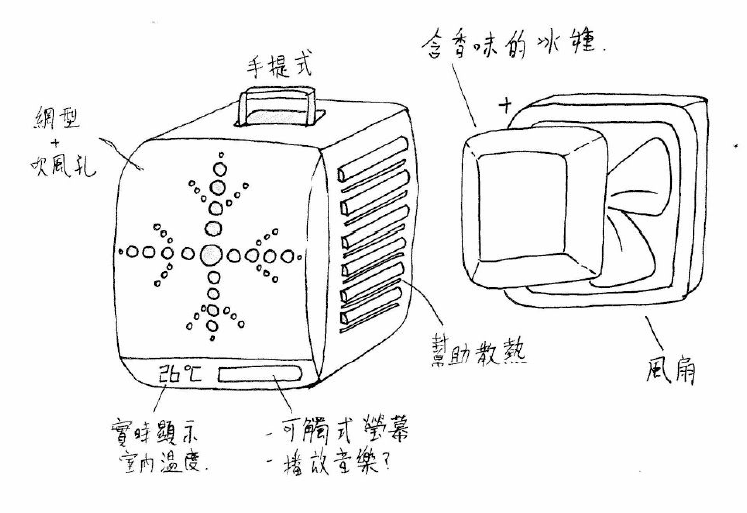 手提式
含香味的冰種.
網型
+
吹風孔
+
幫助散熱
風扇
26°C
實時顯示
室內溫度.
- 可觸式螢幕
- 播放音樂?